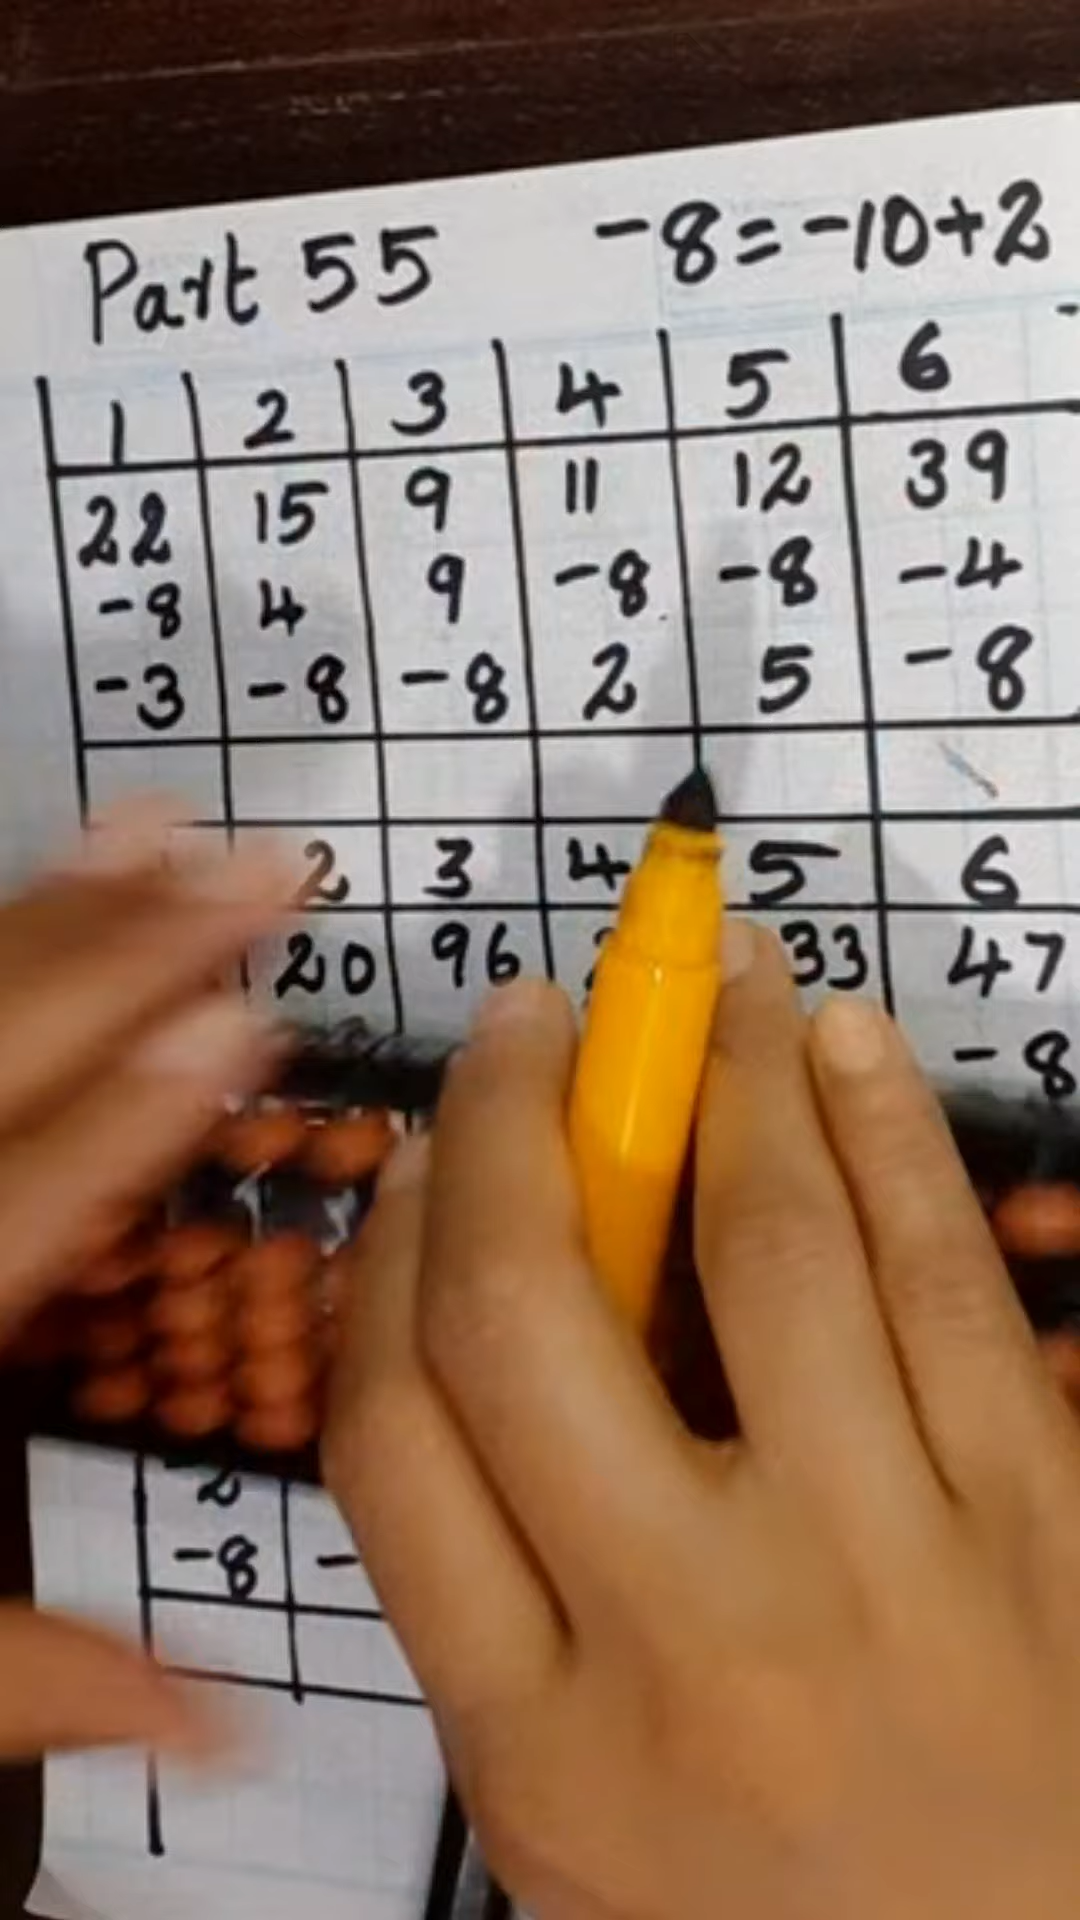 Part 55 -8=-10+2
1 2 3 4 5 6
22 15 9 11 12 39
-8 4 9 -8 -8 -4
-3 -8 -8 2 5 -8
2 3 4 5 6
20 96 33 47
-8
2
-8 -